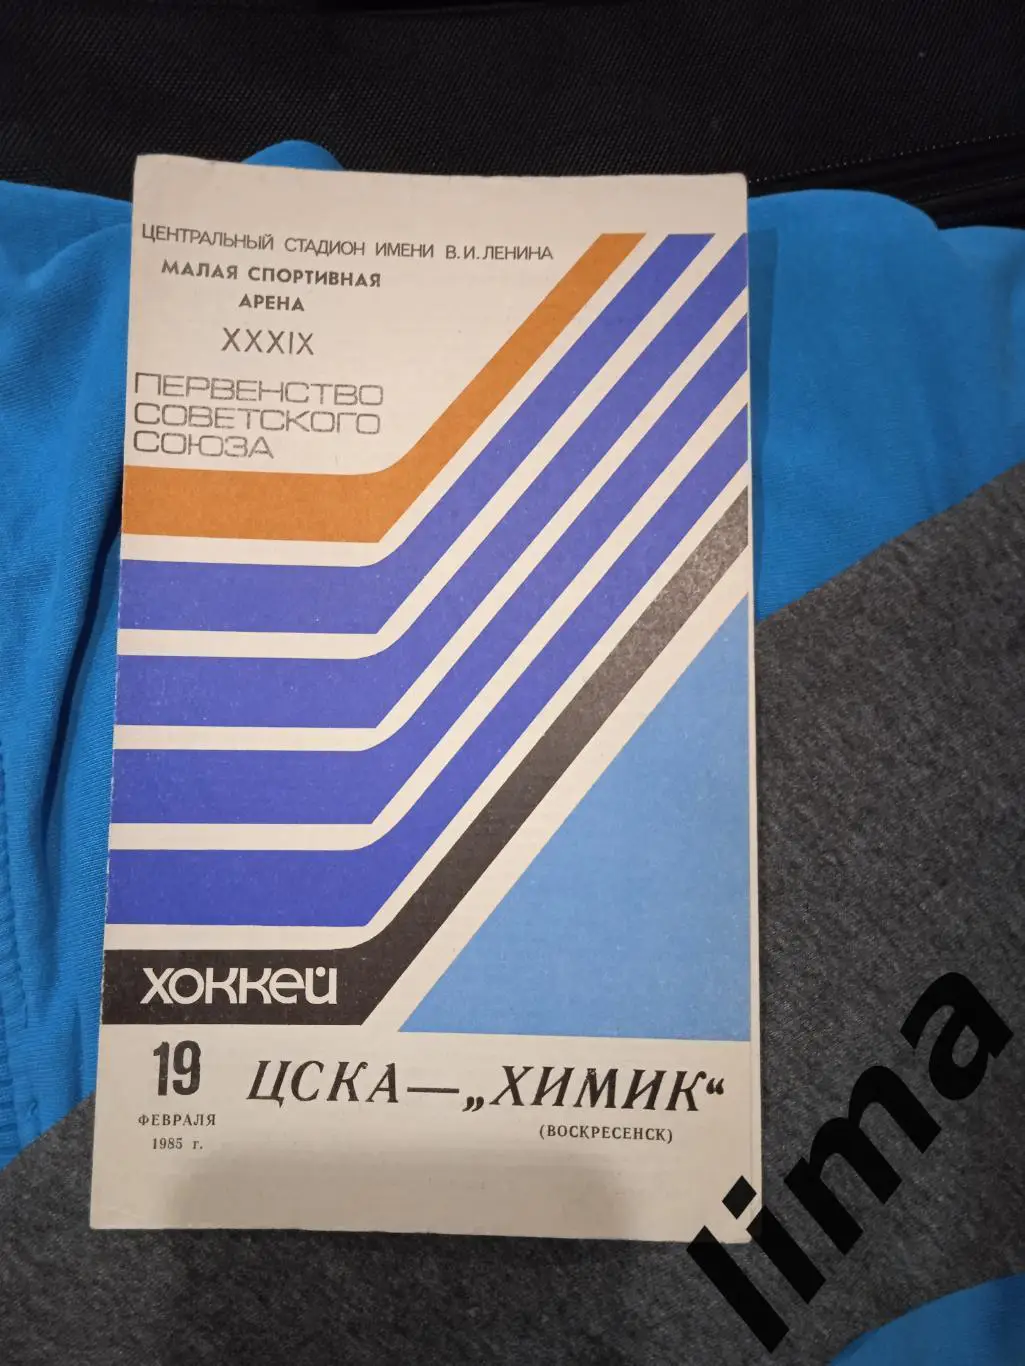 ЦЕНТРАЛЬНЫЙ СТАДИОН ИМЕНИ В.И.ЛЕНИНА
МАЛАЯ СПОРТИВНАЯ
АРЕНА
XXXIX
ПЕРВЕНСТВО
СОВЕТСКОГО
СОЮЗА
ХОККЕЙ
19
ФЕВРАЛЯ
1985 г.
ЦСКА — „ХИМИК“
(ВОСКРЕСЕНСК)
lima